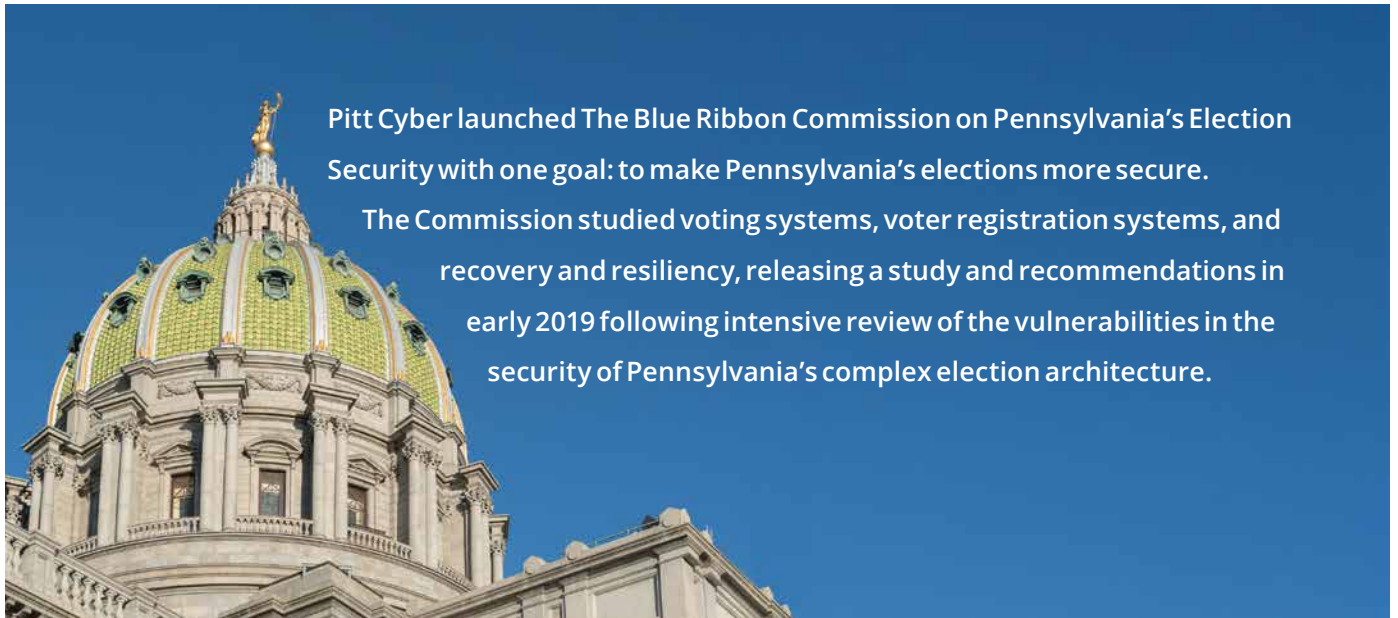 Pitt Cyber launched The Blue Ribbon Commission on Pennsylvania’s Election
Security with one goal: to make Pennsylvania’s elections more secure.
The Commission studied voting systems, voter registration systems, and
recovery and resiliency, releasing a study and recommendations in
early 2019 following intensive review of the vulnerabilities in the
security of Pennsylvania’s complex election architecture.